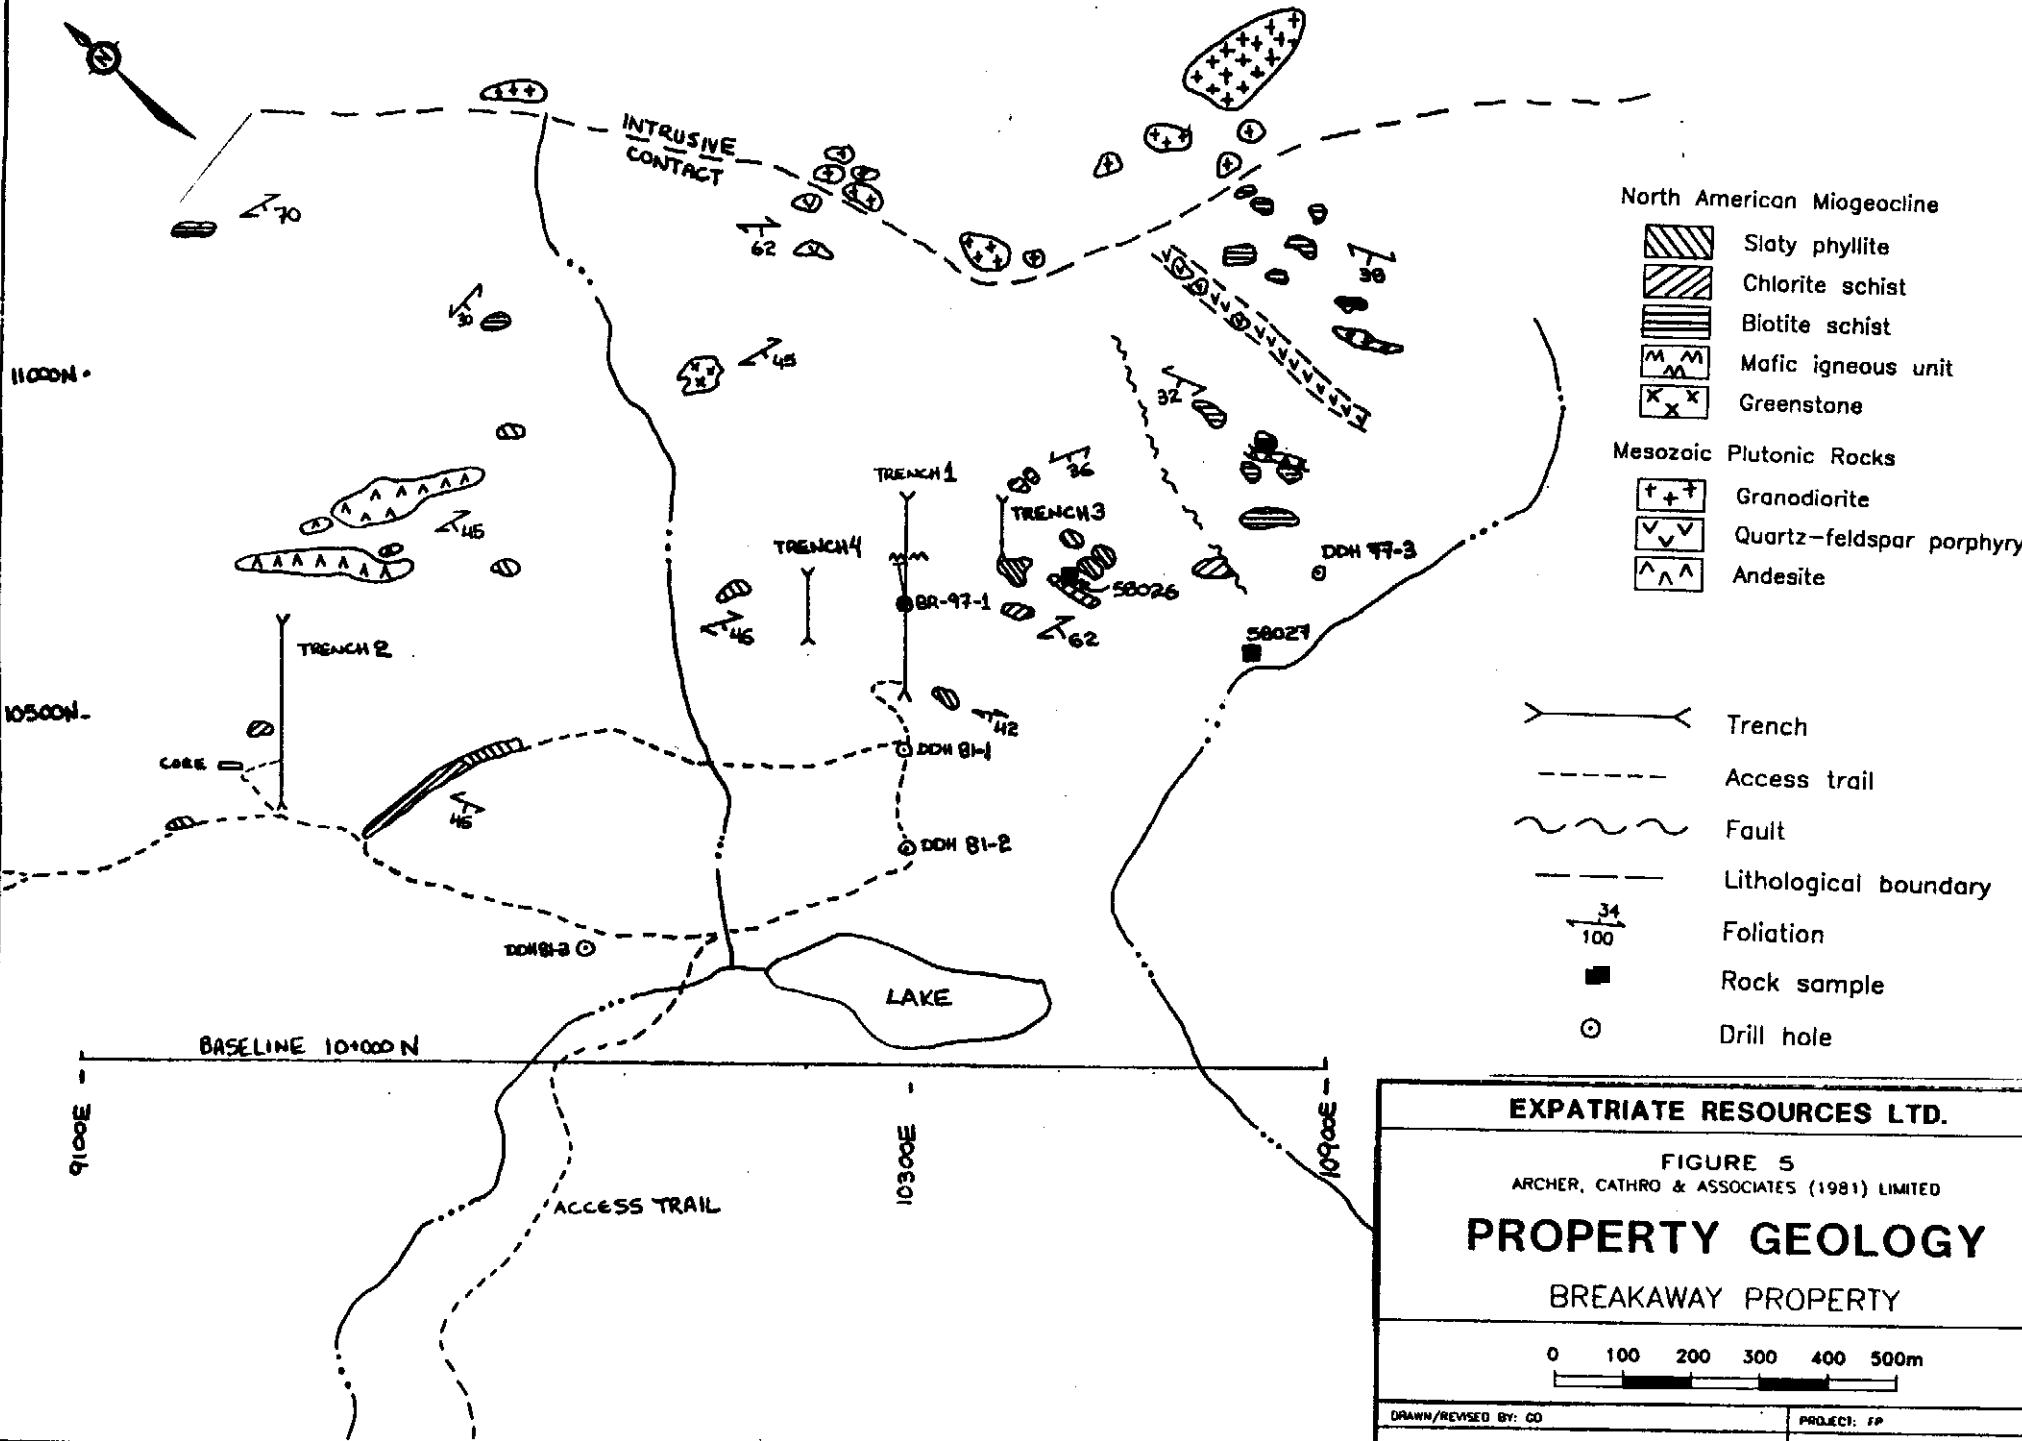 N
INTRUSIVE
CONTACT
70
62
38
30
45
11000N
32
36
TRENCH 1
TRENCH 3
45
TRENCH 4
DDH 97-3
58026
BR-97-1
46
62
58027
TRENCH 2
10500N
42
DDH 81-1
CORE
45
DDH 81-2
DDH 81-3
LAKE
BASELINE 10+000 N
9100E
10300E
10900E
ACCESS TRAIL
North American Miogeocline
Slaty phyllite
Chlorite schist
Biotite schist
Mafic igneous unit
Greenstone
Mesozoic Plutonic Rocks
Granodiorite
Quartz-feldspar porphyry
Andesite
Trench
Access trail
Fault
Lithological boundary
34
100
Foliation
Rock sample
Drill hole
EXPATRIATE RESOURCES LTD.
FIGURE 5
ARCHER, CATHRO & ASSOCIATES (1981) LIMITED
PROPERTY GEOLOGY
BREAKAWAY PROPERTY
0 100 200 300 400 500m
DRAWN/REVISED BY: GD
PROJECT: FP